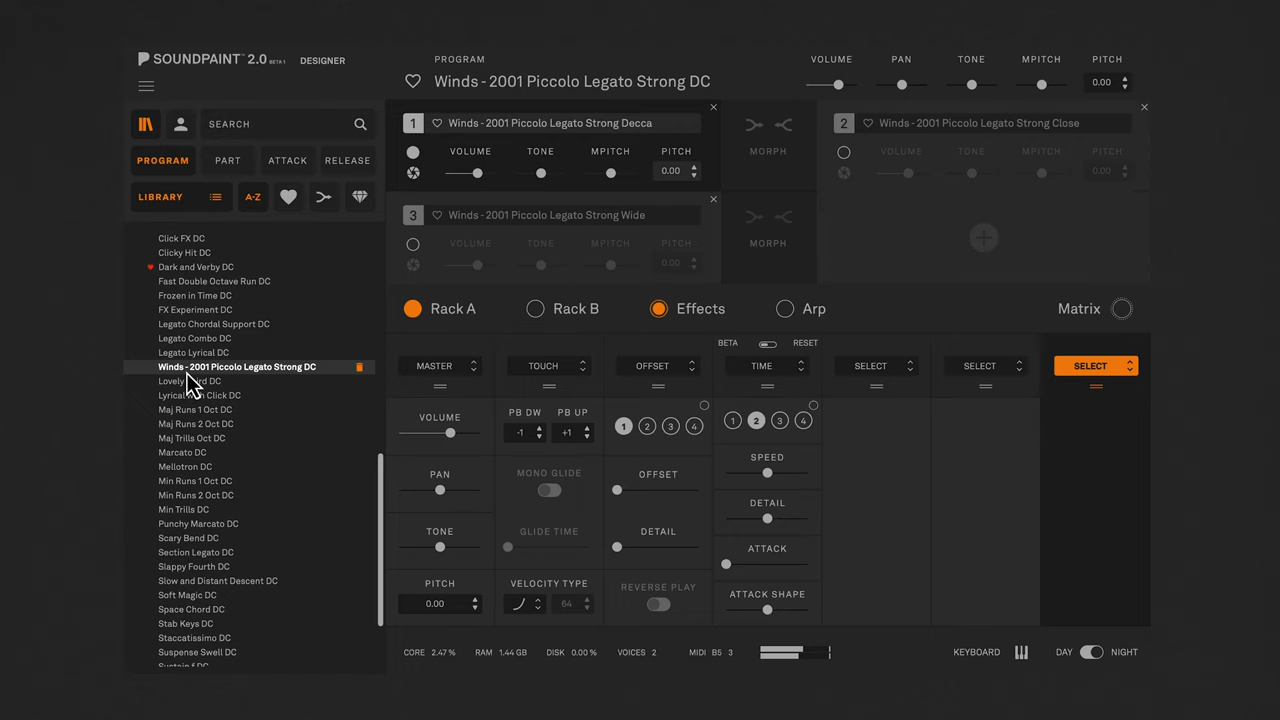 SOUNDPAINT™ 2.0 BETA 1 DESIGNER
PROGRAM
Winds - 2001 Piccolo Legato Strong DC
VOLUME PAN TONE MPITCH PITCH
0.00
SEARCH
PROGRAM PART ATTACK RELEASE
LIBRARY A-Z
Click FX DC
Clicky Hit DC
Dark and Verby DC
Fast Double Octave Run DC
Frozen in Time DC
FX Experiment DC
Legato Chordal Support DC
Legato Combo DC
Legato Lyrical DC
Winds - 2001 Piccolo Legato Strong DC
Lovely DC
Lyrical Click DC
Maj Runs 1 Oct DC
Maj Runs 2 Oct DC
Maj Trills Oct DC
Marcato DC
Mellotron DC
Min Runs 1 Oct DC
Min Runs 2 Oct DC
Min Trills DC
Punchy Marcato DC
Scary Bend DC
Section Legato DC
Slappy Fourth DC
Slow and Distant Descent DC
Soft Magic DC
Space Chord DC
Stab Keys DC
Staccatissimo DC
Suspense Swell DC
Sustain f DC
1 Winds - 2001 Piccolo Legato Strong Decca
VOLUME TONE MPITCH PITCH
0.00
MORPH
2 Winds - 2001 Piccolo Legato Strong Close
VOLUME TONE MPITCH PITCH
0.00
3 Winds - 2001 Piccolo Legato Strong Wide
VOLUME TONE MPITCH PITCH
0.00
MORPH
Rack A Rack B Effects Arp Matrix
BETA RESET
MASTER TOUCH OFFSET TIME SELECT SELECT SELECT
VOLUME
PAN
TONE
PITCH
0.00
PB DW PB UP
-1 +1
MONO GLIDE
GLIDE TIME
VELOCITY TYPE
64
1 2 3 4
OFFSET
DETAIL
REVERSE PLAY
1 2 3 4
SPEED
DETAIL
ATTACK
ATTACK SHAPE
CORE 2.47 % RAM 1.44 GB DISK 0.00 % VOICES 2 MIDI B5 3 KEYBOARD DAY NIGHT